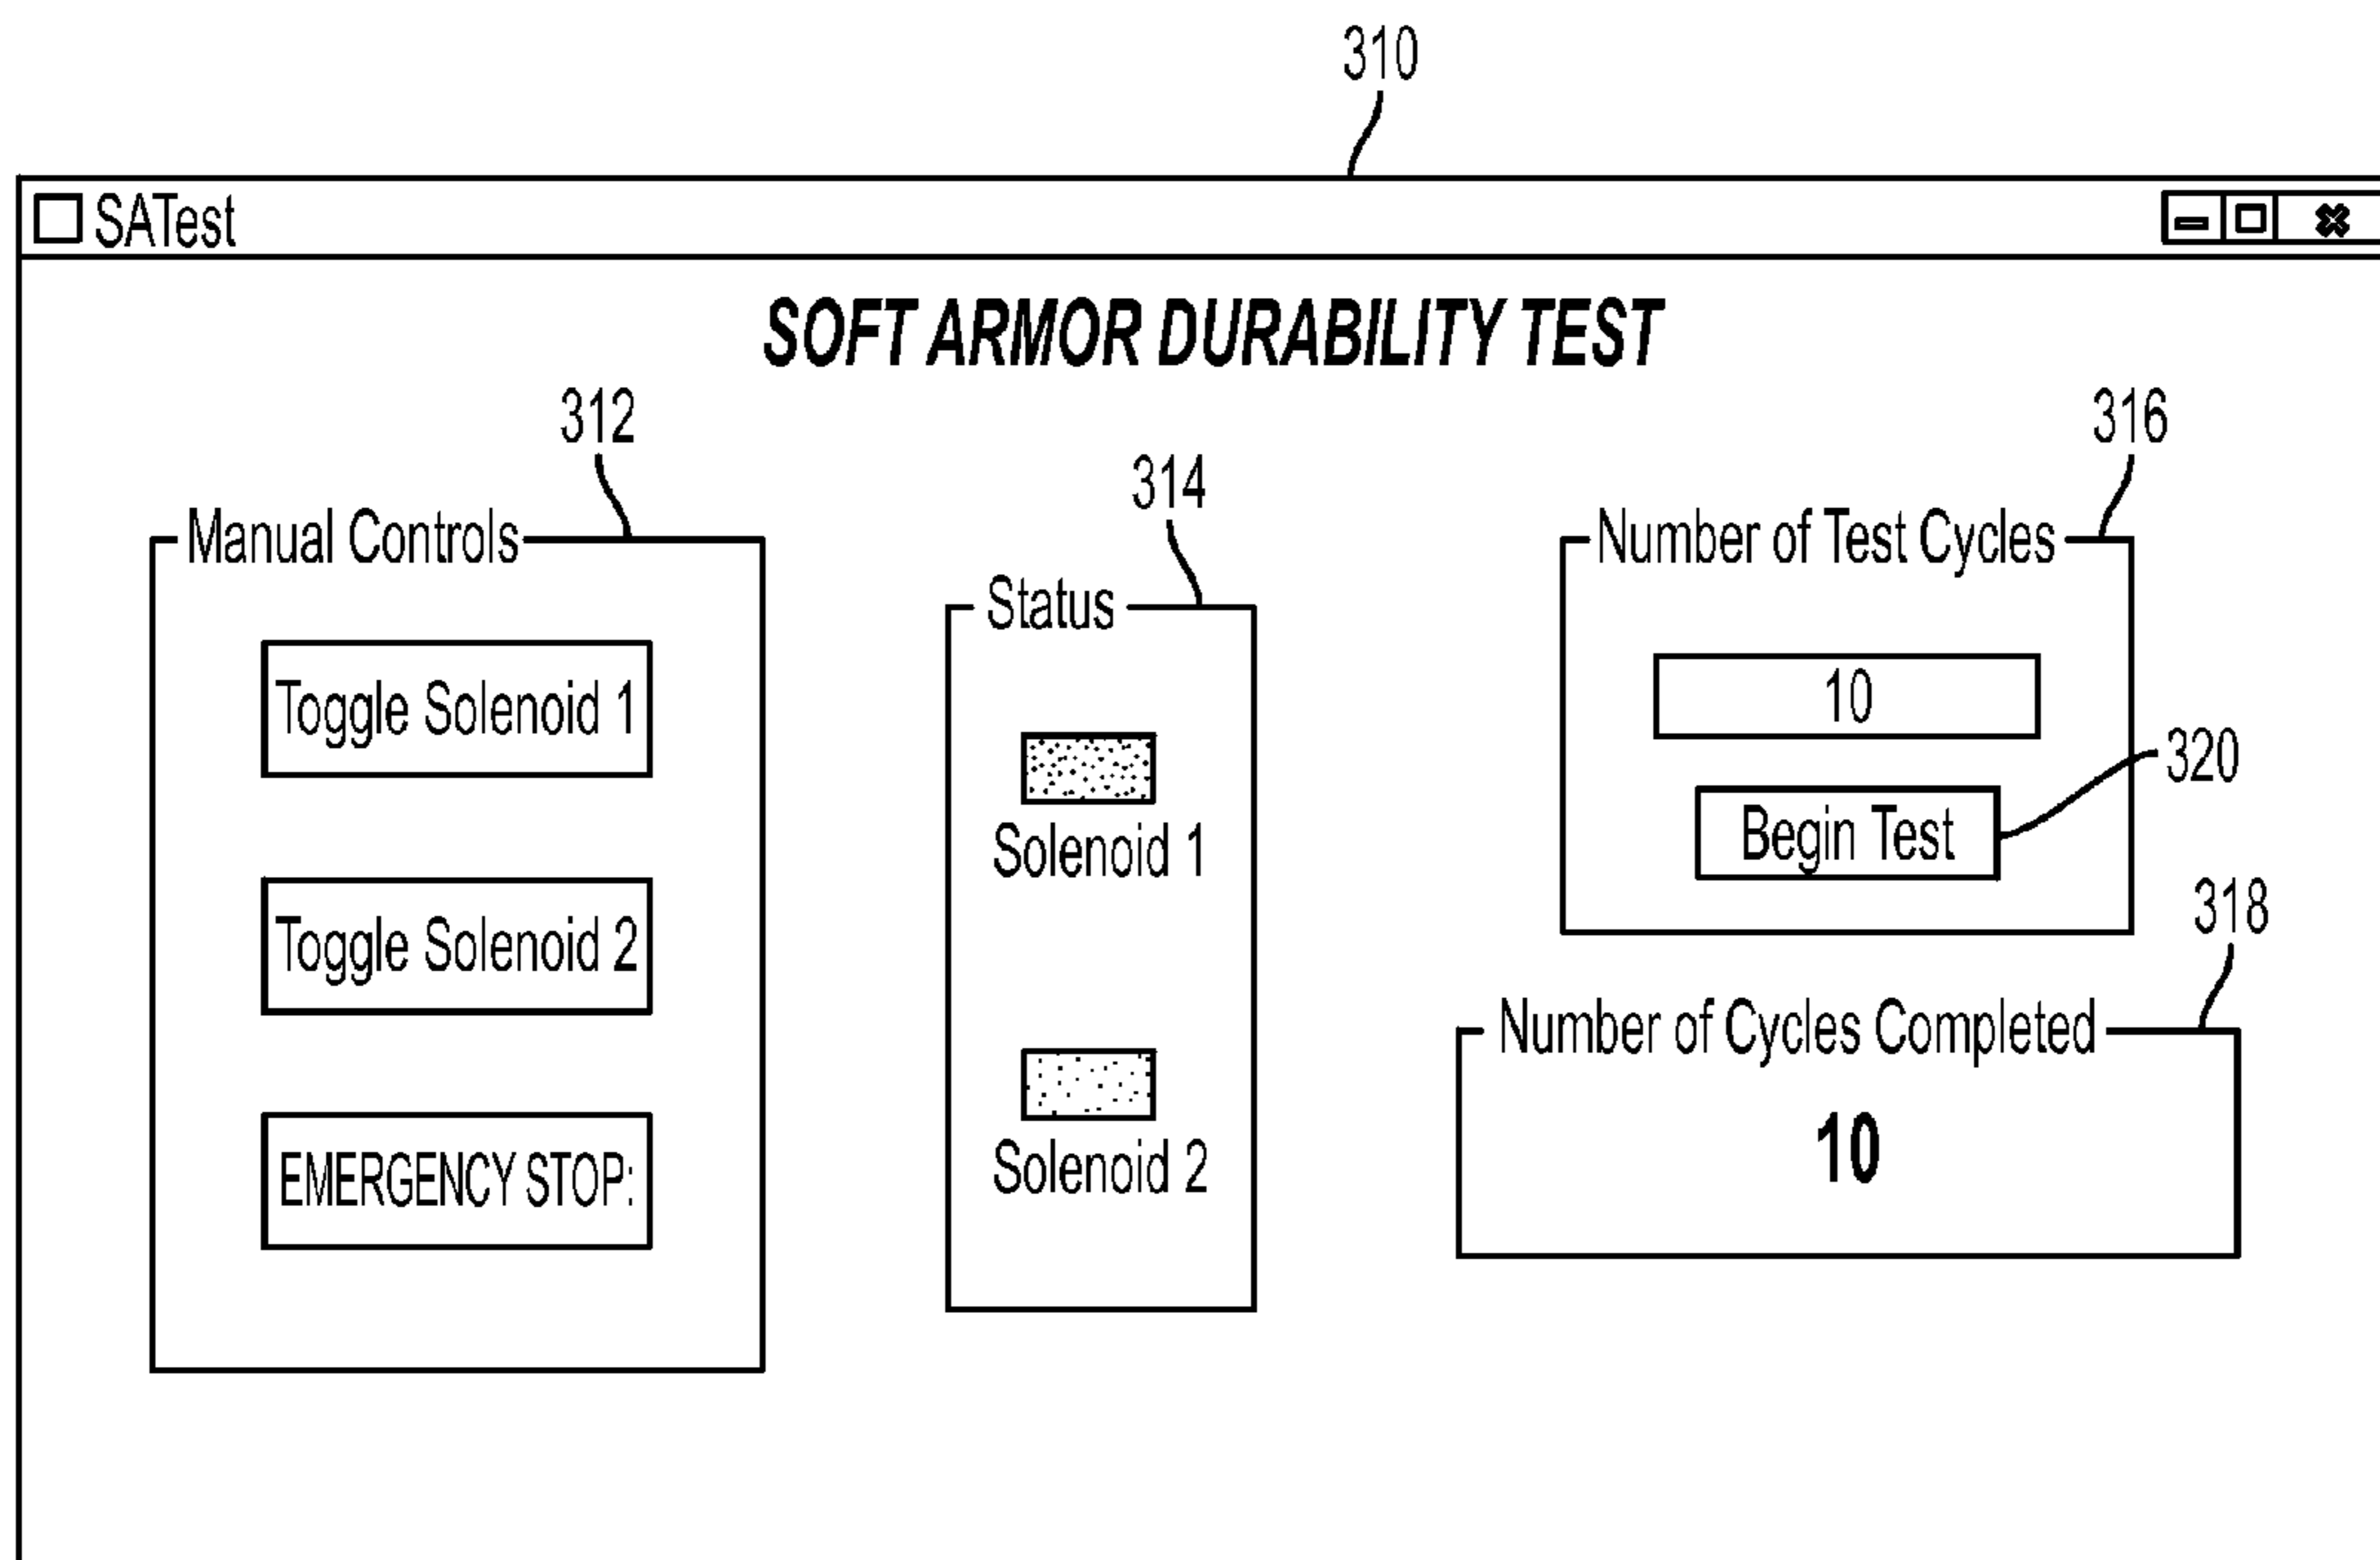 310
SATest
SOFT ARMOR DURABILITY TEST
312
Manual Controls
Toggle Solenoid 1
Toggle Solenoid 2
EMERGENCY STOP:
314
Status
Solenoid 1
Solenoid 2
316
Number of Test Cycles
10
320
Begin Test
318
Number of Cycles Completed
10